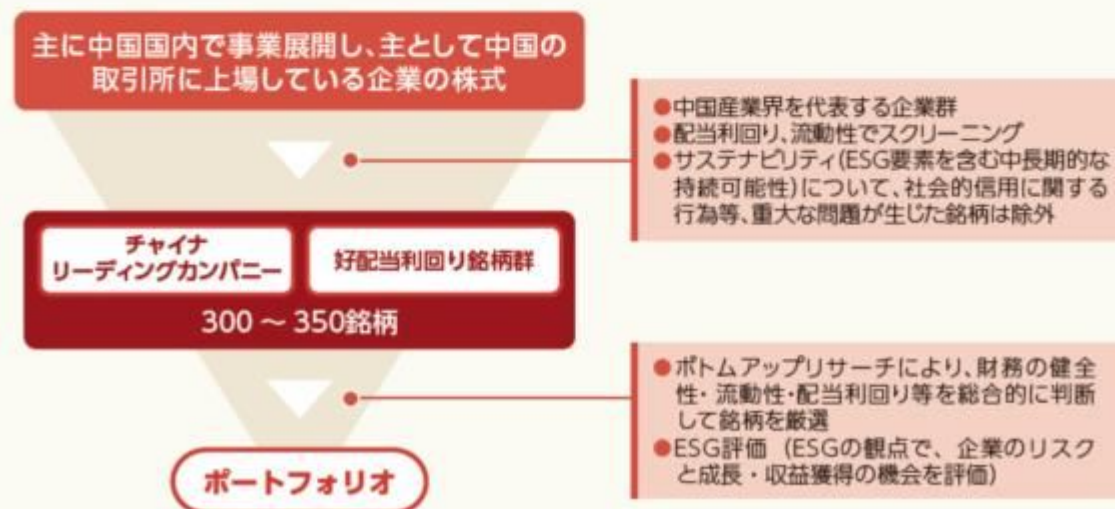 主に中国国内で事業展開し、主として中国の
取引所に上場している企業の株式
●中国産業界を代表する企業群
●配当利回り、流動性でスクリーニング
●サステナビリティ(ESG要素を含む中長期的な
持続可能性)について、社会的信用に関する
行為等、重大な問題が生じた銘柄は除外
チャイナ
リーディングカンパニー
好配当利回り銘柄群
300 ～ 350銘柄
●ボトムアップリサーチにより、財務の健全
性・流動性・配当利回り等を総合的に判断
して銘柄を厳選
●ESG評価 (ESGの観点で、企業のリスク
と成長・収益獲得の機会を評価)
ポートフォリオ